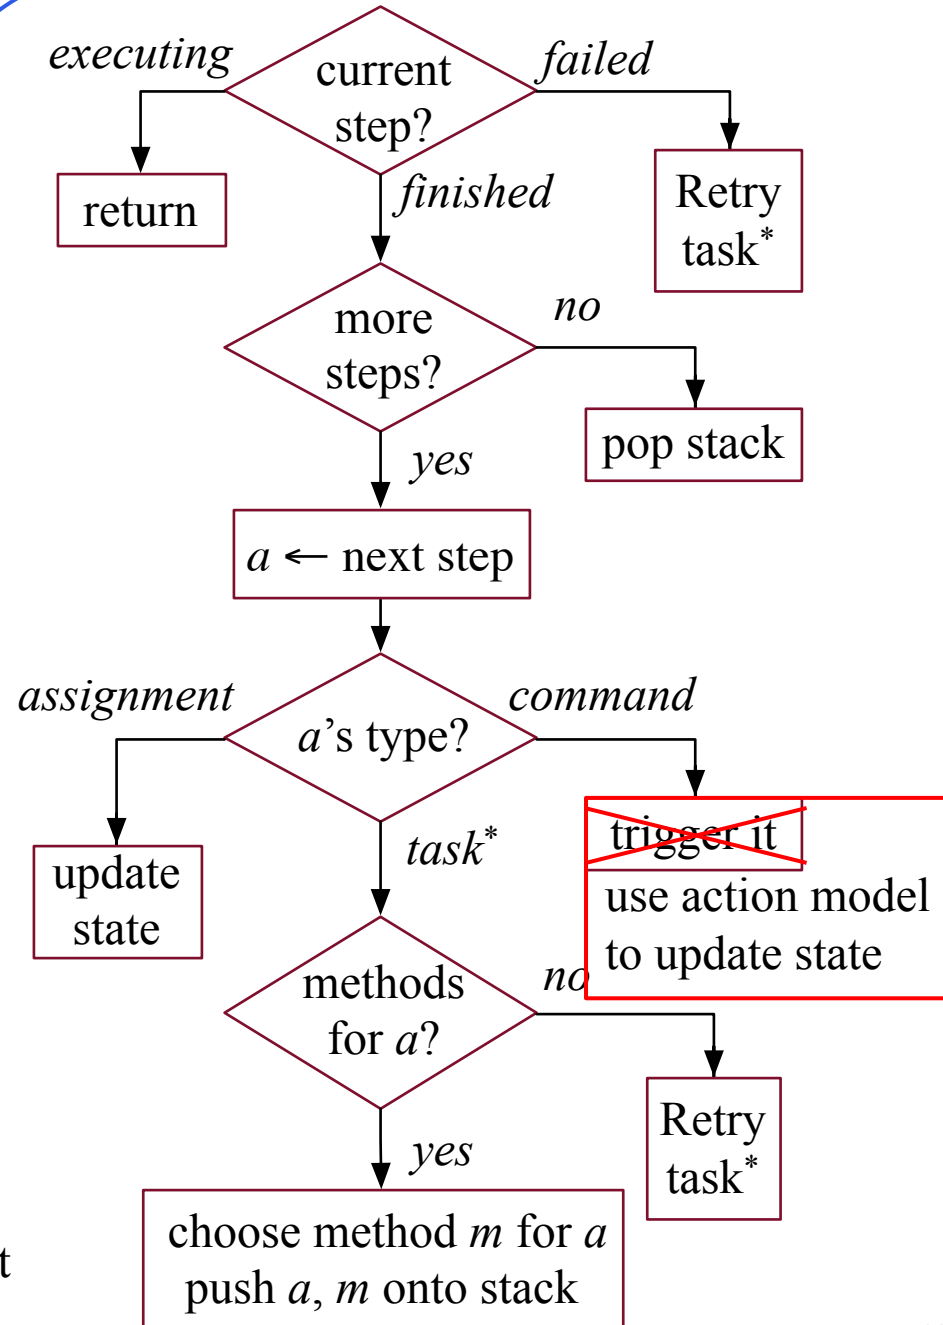 executing
current
step?
failed
return
finished
Retry
task*
more
steps?
no
pop stack
yes
a ← next step
assignment
a's type?
command
update
state
task*
trigger it
use action model
to update state
methods
for a?
no
Retry
task*
yes
choose method m for a
push a, m onto stack
t